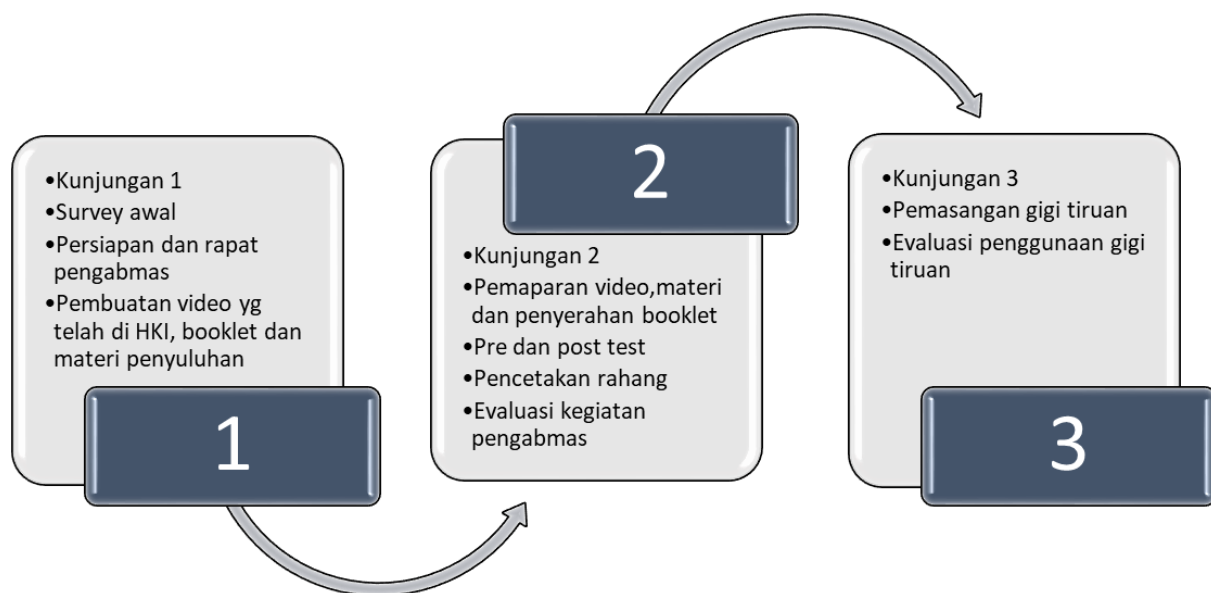 •Kunjungan 1
•Survey awal
•Persiapan dan rapat
pengabmas
•Pembuatan video yg
telah di HKI, booklet dan
materi penyuluhan
1
2
•Kunjungan 2
•Pemaparan video,materi
dan penyerahan booklet
•Pre dan post test
•Pencetakan rahang
•Evaluasi kegiatan
pengabmas
•Kunjungan 3
•Pemasangan gigi tiruan
•Evaluasi penggunaan gigi
tiruan
3